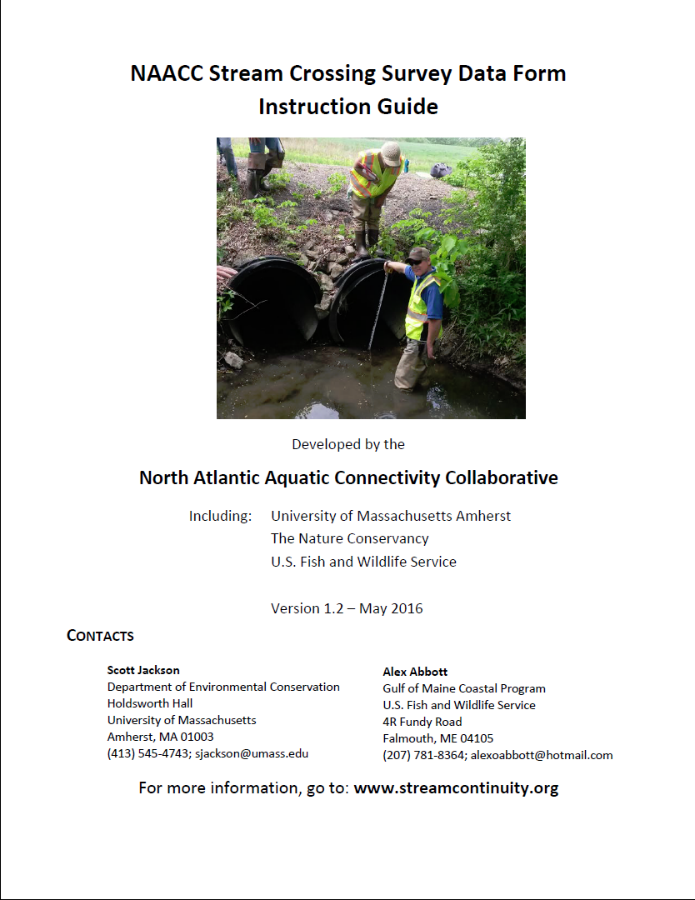 NAACC Stream Crossing Survey Data Form
Instruction Guide
Developed by the
North Atlantic Aquatic Connectivity Collaborative
Including: University of Massachusetts Amherst
The Nature Conservancy
U.S. Fish and Wildlife Service
Version 1.2 – May 2016
CONTACTS
Scott Jackson
Department of Environmental Conservation
Holdsworth Hall
University of Massachusetts
Amherst, MA 01003
(413) 545-4743; sjackson@umass.edu
Alex Abbott
Gulf of Maine Coastal Program
U.S. Fish and Wildlife Service
4R Fundy Road
Falmouth, ME 04105
(207) 781-8364; alexoabbott@hotmail.com
For more information, go to: www.streamcontinuity.org